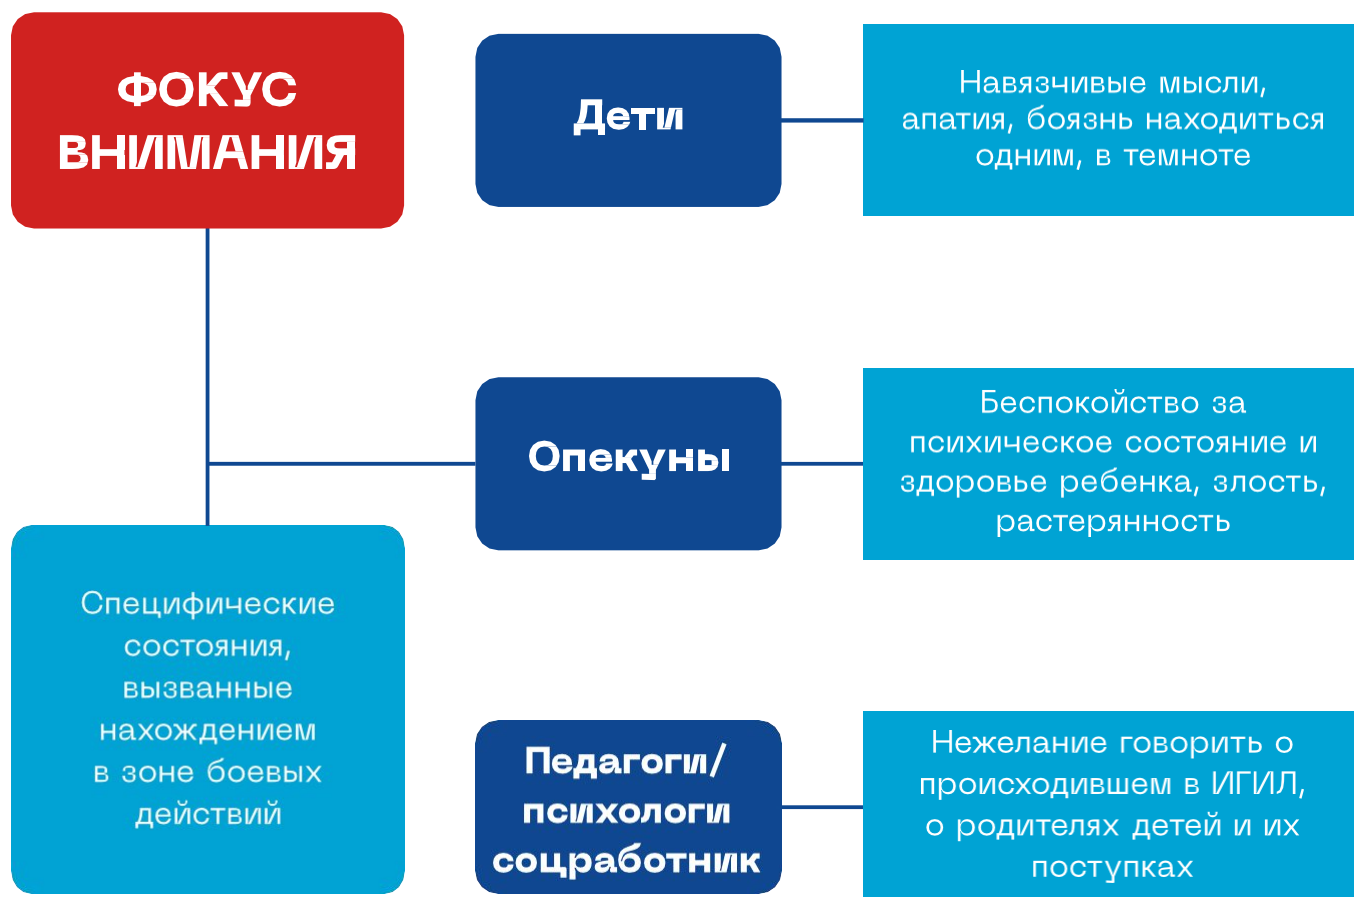 ФОКУС
ВНИМАНИЯ
Специфические
состояния,
вызванные
нахождением
в зоне боевых
действий
Дети
Навязчивые мысли,
апатия, боязнь находиться
одним, в темноте
Опекуны
Беспокойство за
психическое состояние и
здоровье ребенка, злость,
растерянность
Педагоги/
психологи
соцработник
Нежелание говорить о
происходившем в ИГИЛ,
о родителях детей и их
поступках